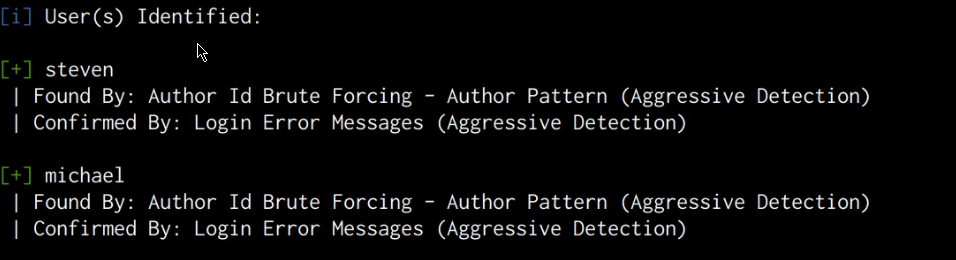 [i] User(s) Identified:
[+] steven
| Found By: Author Id Brute Forcing - Author Pattern (Aggressive Detection)
| Confirmed By: Login Error Messages (Aggressive Detection)
[+] michael
| Found By: Author Id Brute Forcing - Author Pattern (Aggressive Detection)
| Confirmed By: Login Error Messages (Aggressive Detection)